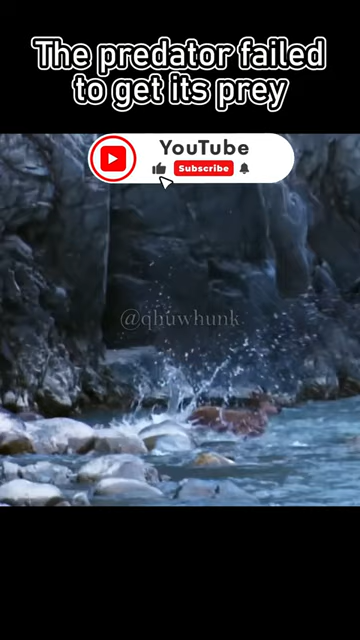 The predator failed
to get its prey
YouTube
Subscribe
@qhuwhunk